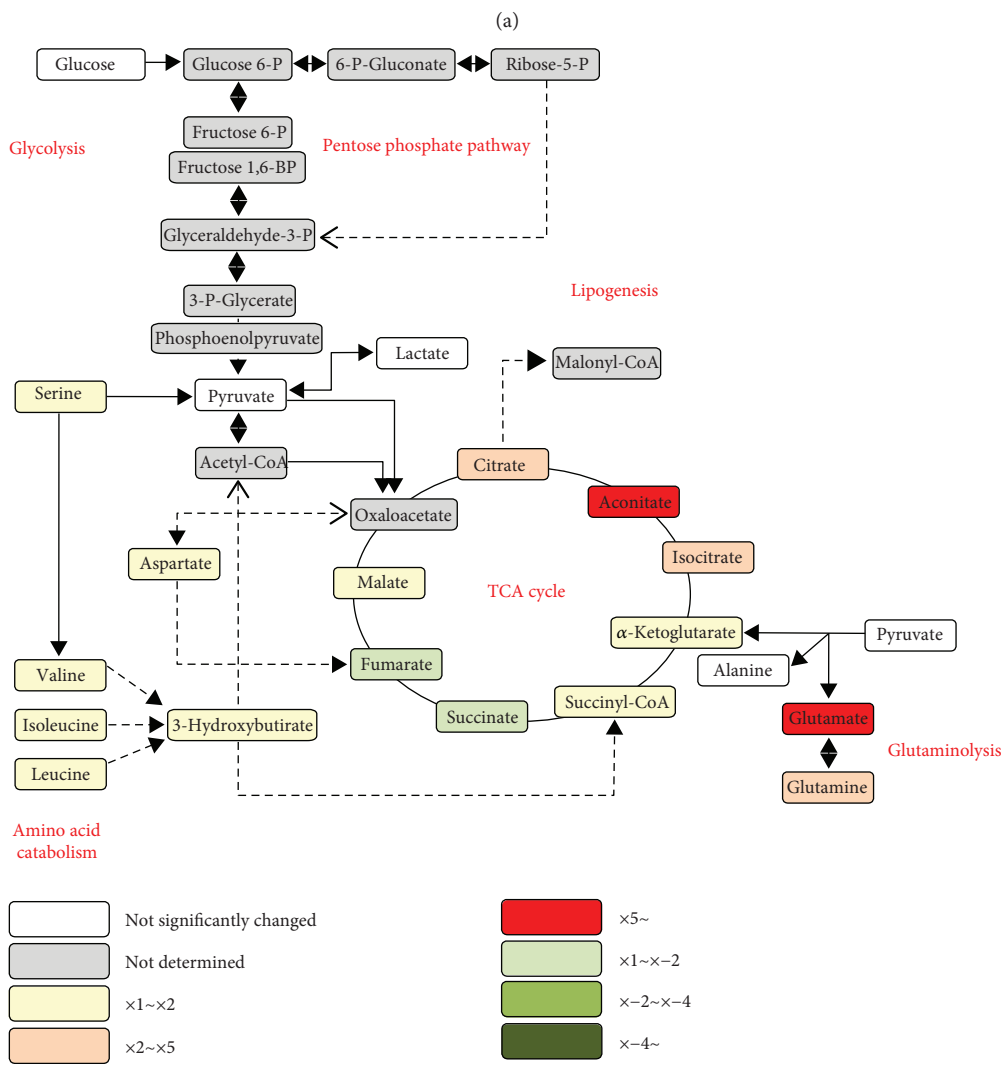 (a)
Glucose
Glucose 6-P
6-P-Gluconate
Ribose-5-P
Fructose 6-P
Glycolysis
Pentose phosphate pathway
Fructose 1,6-BP
Glyceraldehyde-3-P
Lipogenesis
3-P-Glycerate
Phosphoenolpyruvate
Lactate
Malonyl-CoA
Serine
Pyruvate
Acetyl-CoA
Citrate
Aconitate
Oxaloacetate
Isocitrate
Aspartate
Malate
TCA cycle
α-Ketoglutarate
Pyruvate
Fumarate
Alanine
Valine
Succinyl-CoA
Isoleucine
3-Hydroxybutirate
Succinate
Glutamate
Glutaminolysis
Leucine
Glutamine
Amino acid
catabolism
Not significantly changed
×5~
Not determined
×1~×−2
×1~×2
×−2~×−4
×2~×5
×−4~